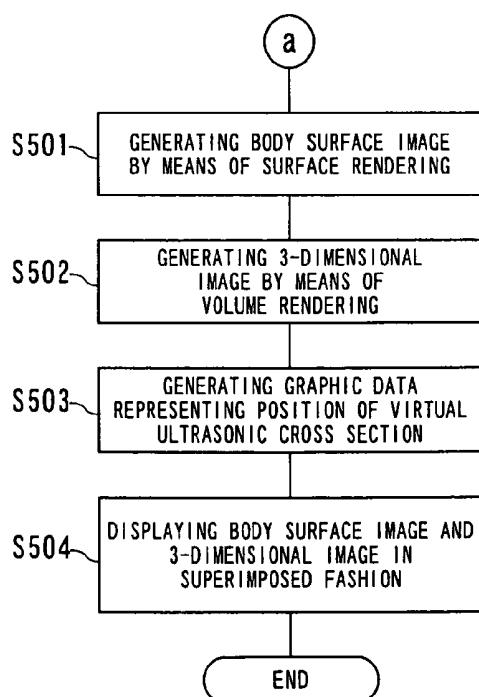 a
S501
GENERATING BODY SURFACE IMAGE
BY MEANS OF SURFACE RENDERING
S502
GENERATING 3-DIMENSIONAL
IMAGE BY MEANS OF
VOLUME RENDERING
S503
GENERATING GRAPHIC DATA
REPRESENTING POSITION OF VIRTUAL
ULTRASONIC CROSS SECTION
S504
DISPLAYING BODY SURFACE IMAGE AND
3-DIMENSIONAL IMAGE IN
SUPERIMPOSED FASHION
END